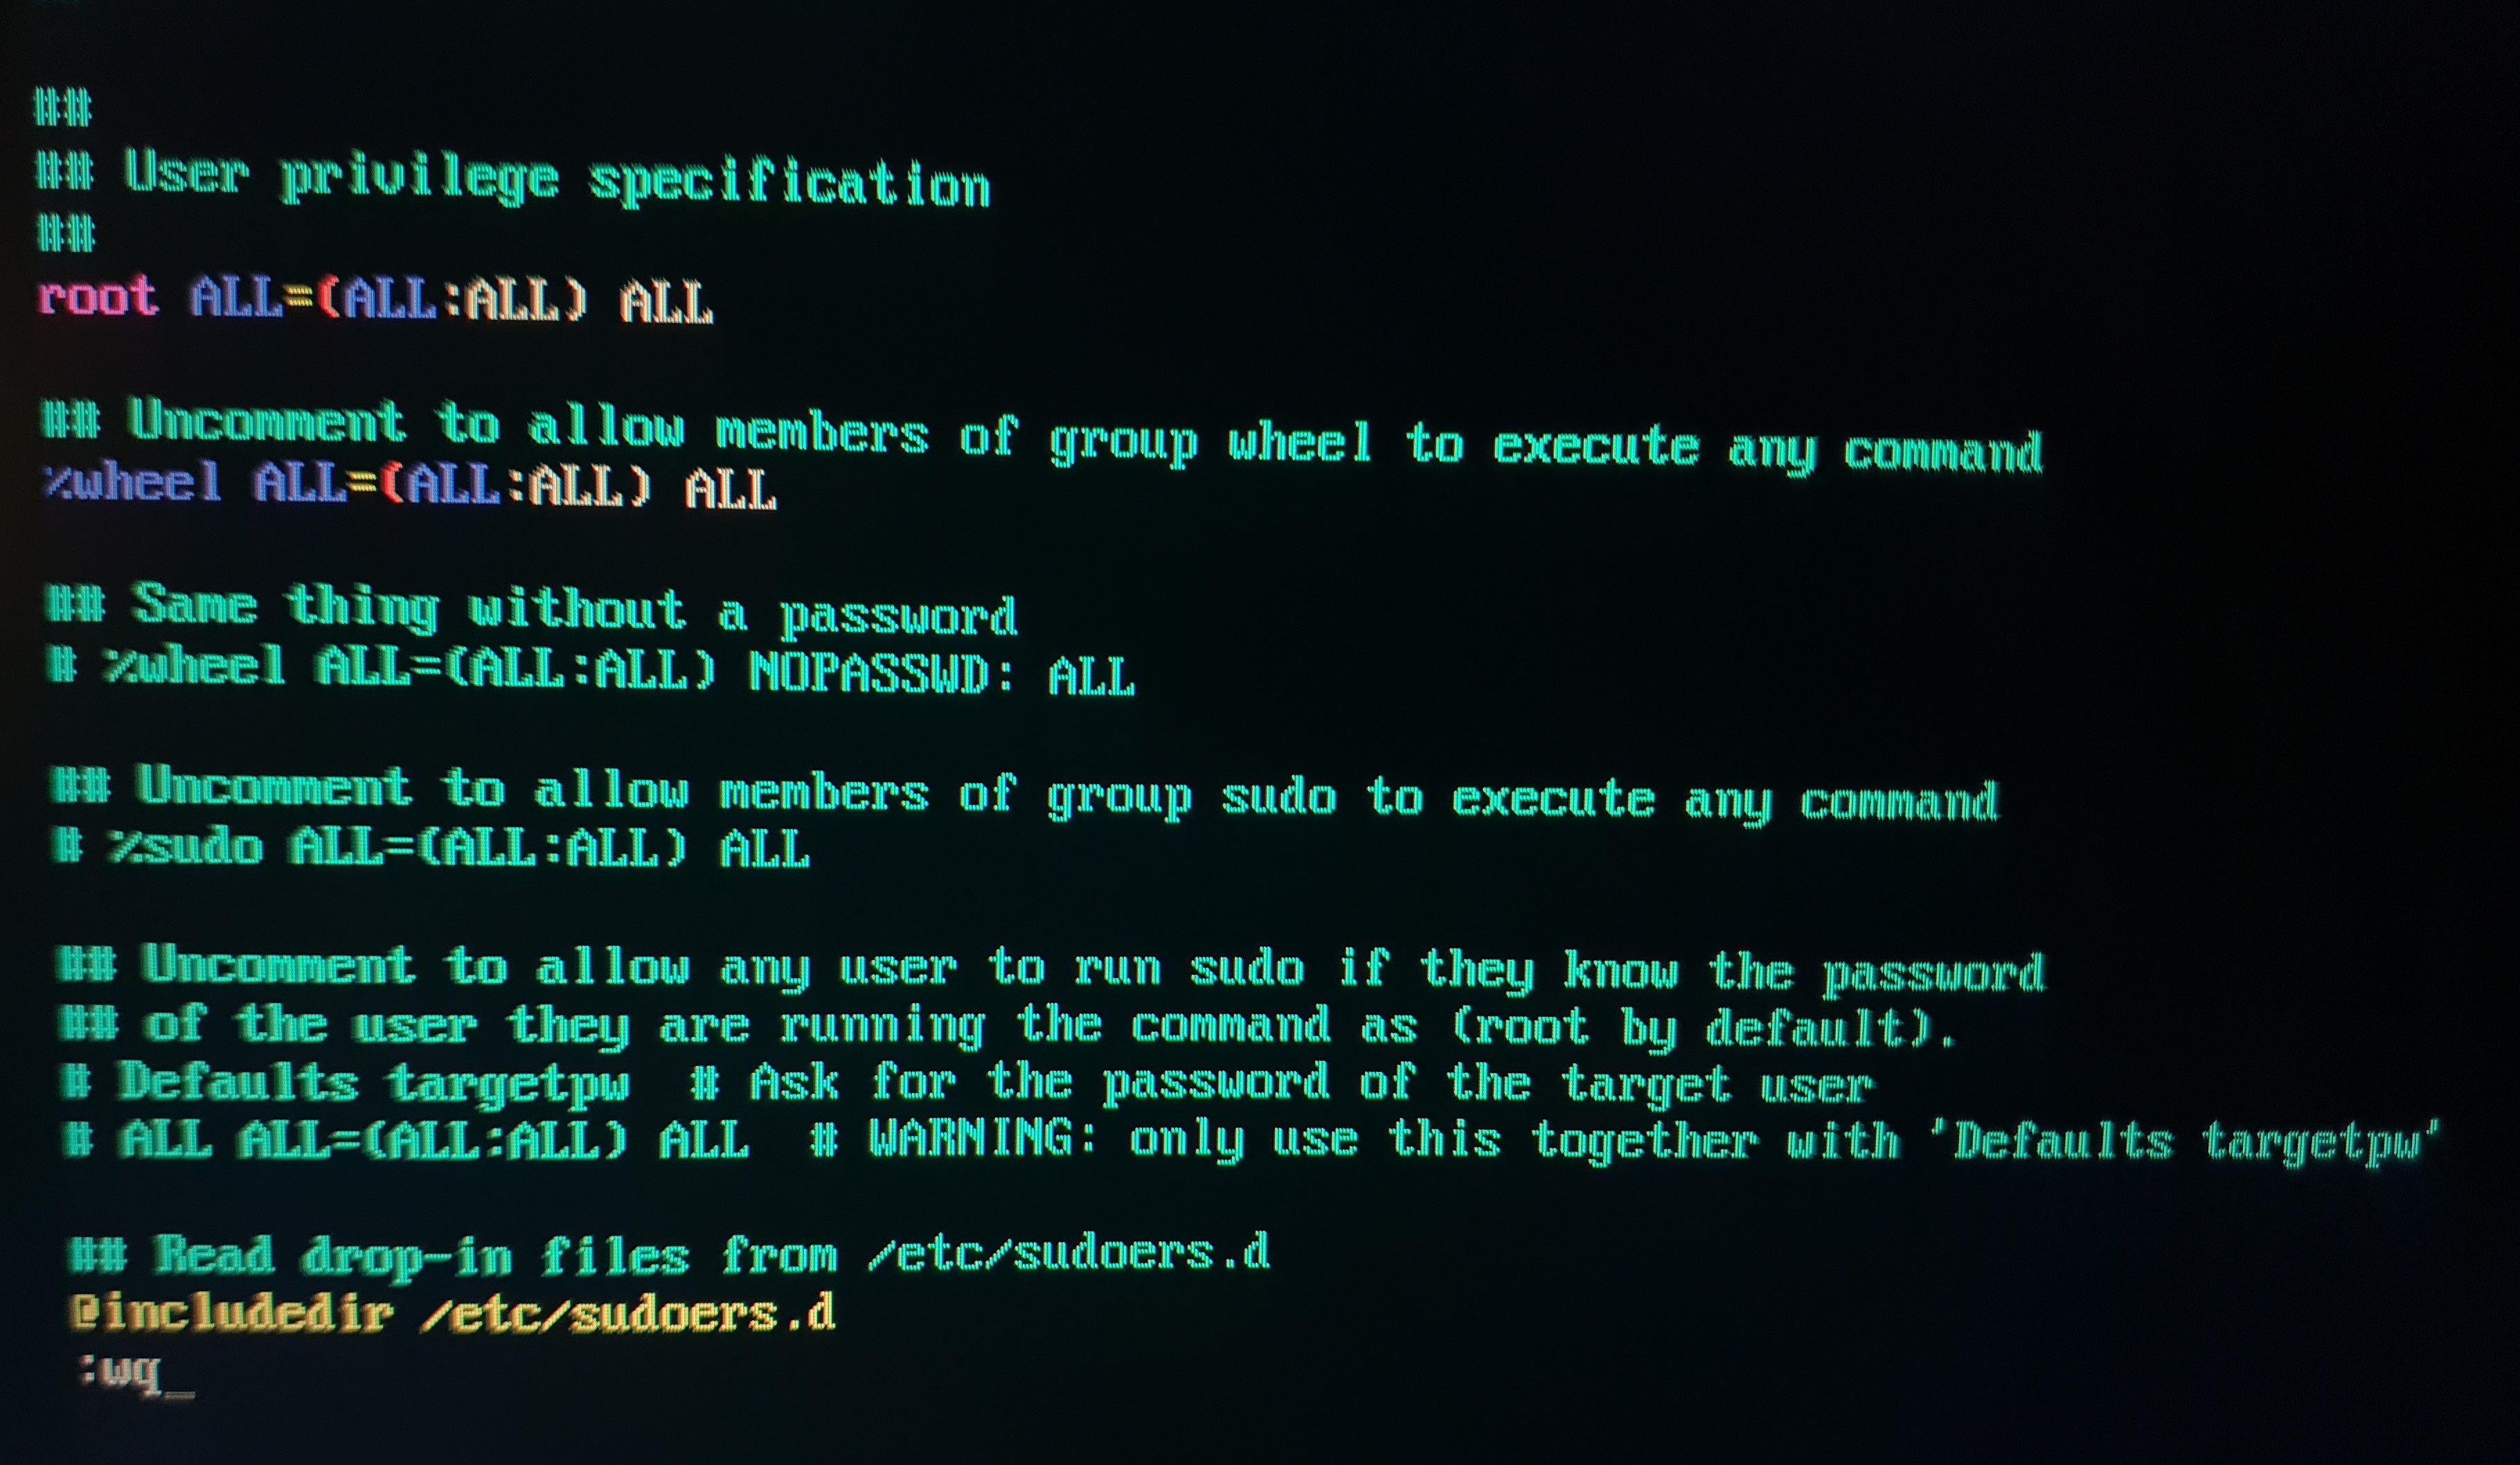 ##
## User privilege specification
##
root ALL=(ALL:ALL) ALL
## Uncomment to allow members of group wheel to execute any command
%wheel ALL=(ALL:ALL) ALL
## Same thing without a password
# %wheel ALL=(ALL:ALL) NOPASSWD: ALL
## Uncomment to allow members of group sudo to execute any command
# %sudo ALL=(ALL:ALL) ALL
## Uncomment to allow any user to run sudo if they know the password
## of the user they are running the command as (root by default).
# Defaults targetpw  # Ask for the password of the target user
# ALL ALL=(ALL:ALL) ALL  # WARNING: only use this together with 'Defaults targetpw'
## Read drop-in files from /etc/sudoers.d
@includedir /etc/sudoers.d
:wq_